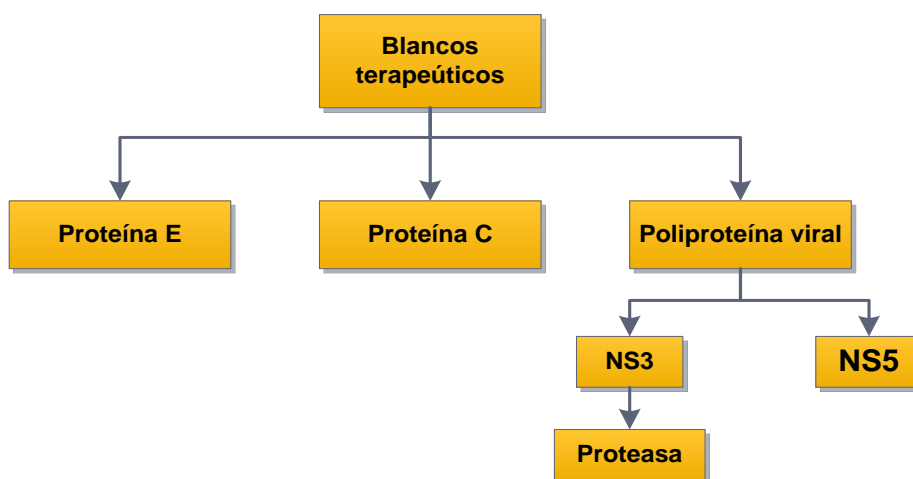 Blancos
terapeúticos
Proteína E
Proteína C
Poliproteína viral
NS3
NS5
Proteasa